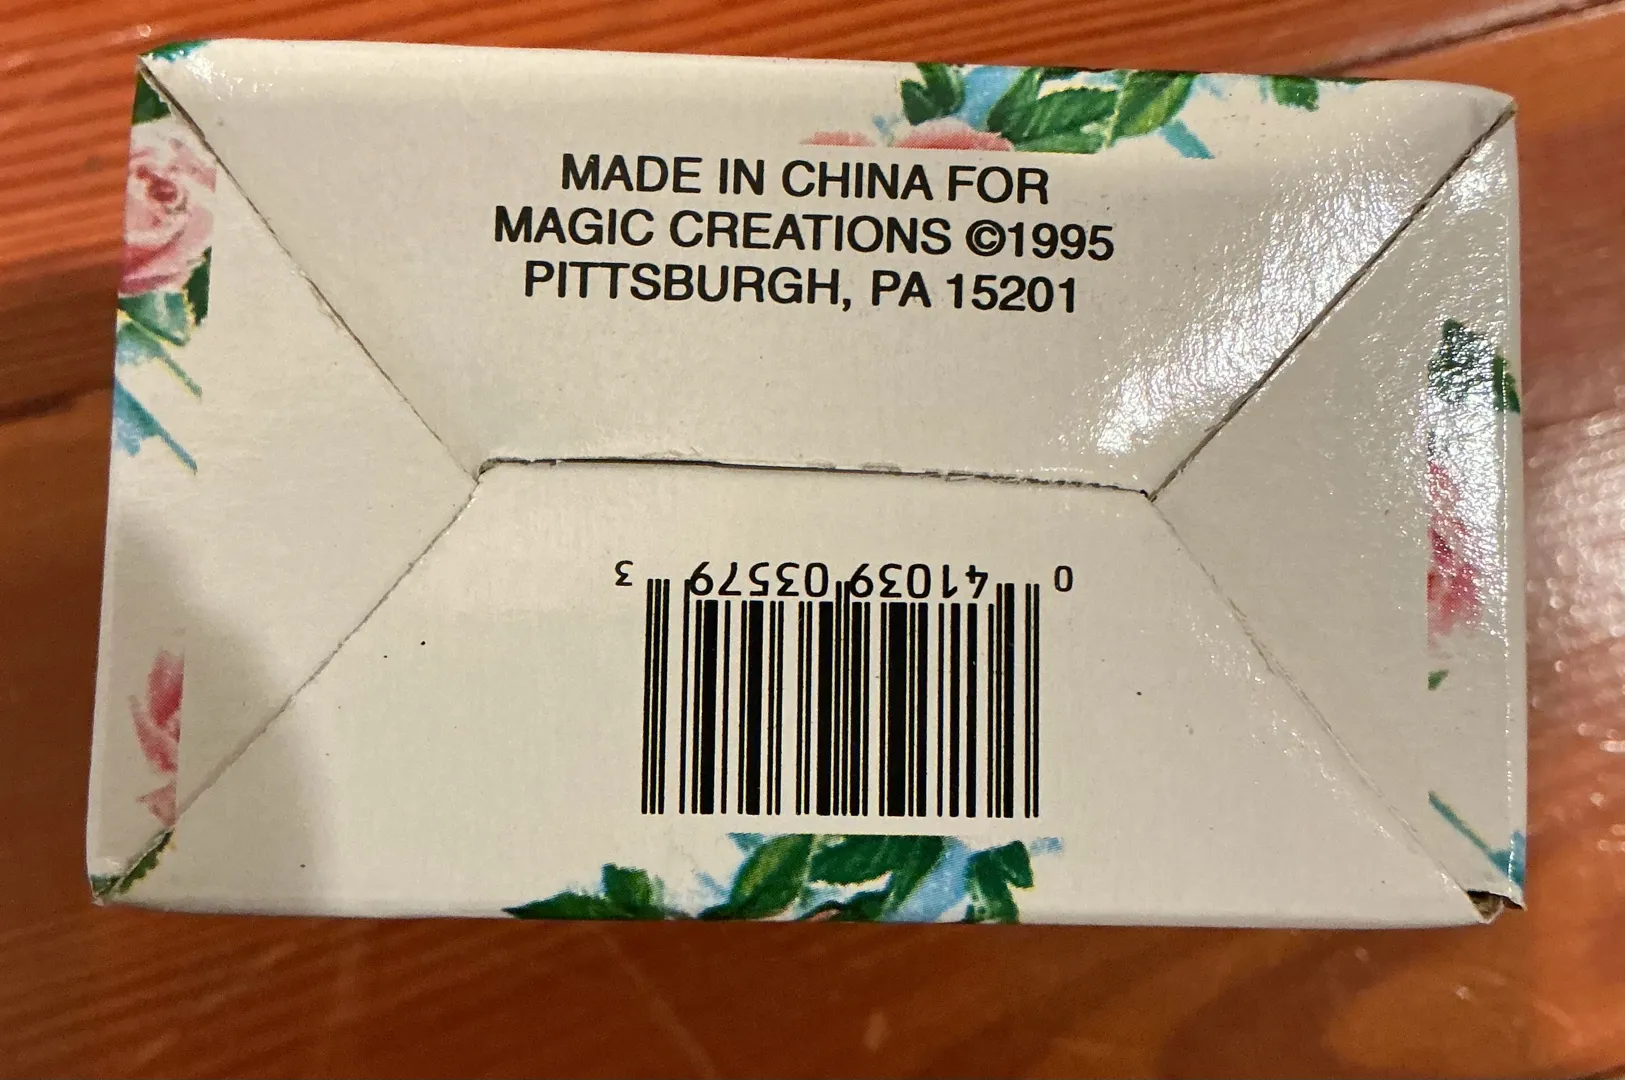 MADE IN CHINA FOR
MAGIC CREATIONS ©1995
PITTSBURGH, PA 15201
0 41039 03579 3